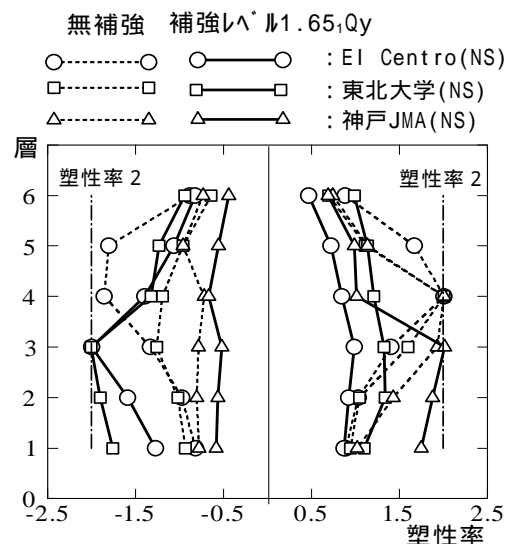 無補強 補強ﾚﾍﾞﾙ1.65₁Qy
: El Centro(NS)
: 東北大学(NS)
: 神戸JMA(NS)
層
塑性率 2 塑性率 2
6
5
4
3
2
1
0
-2.5 -1.5 -0.5 0.5 1.5 2.5
塑性率